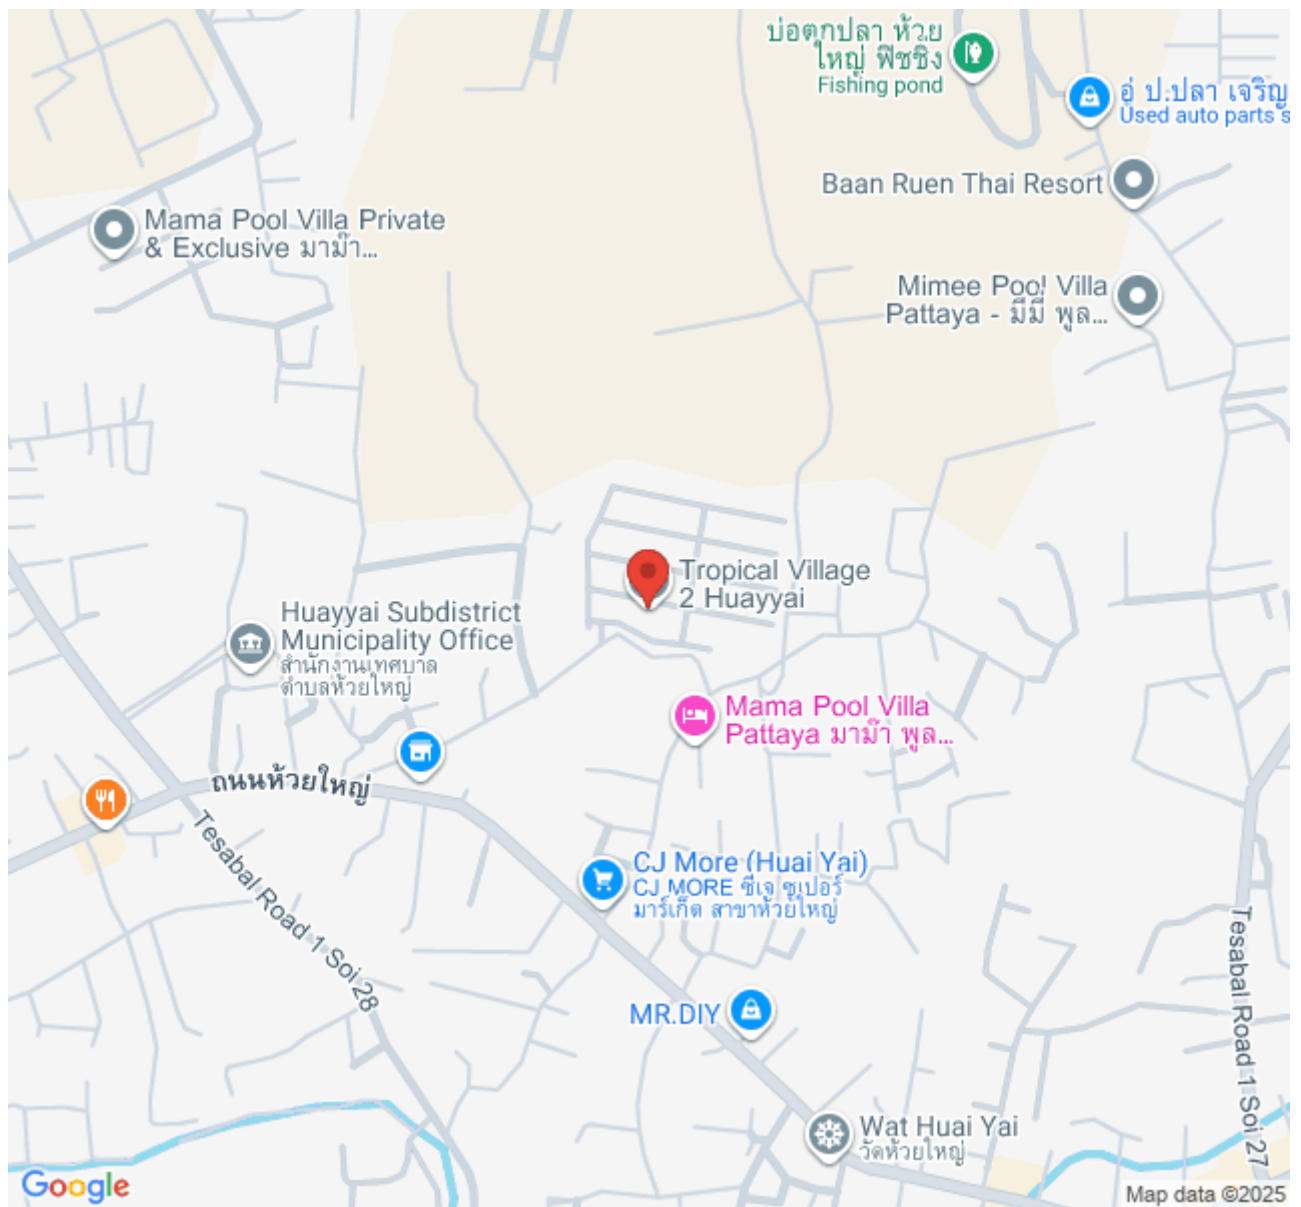 บ่อตกปลา ห้วย
ใหญ่ ฟิชชิง
Fishing pond
อู่ ป.ปลา เจริญ
Used auto parts s
Baan Ruen Thai Resort
Mama Pool Villa Private
& Exclusive มาม๊า...
Mimee Pool Villa
Pattaya - มีมี่ พูล...
Tropical Village
2 Huayyai
Huayyai Subdistrict
Municipality Office
สำนักงานเทศบาล
ตำบลห้วยใหญ่
Mama Pool Villa
Pattaya มาม๊า พูล...
ถนนห้วยใหญ่
Tesabal Road 1 Soi 28
CJ More (Huai Yai)
CJ MORE ซีเจ ซูเปอร์
มาร์เก็ต สาขาห้วยใหญ่
Tesabal Road 1 Soi 27
MR.DIY
Wat Huai Yai
วัดห้วยใหญ่
Google
Map data ©2025